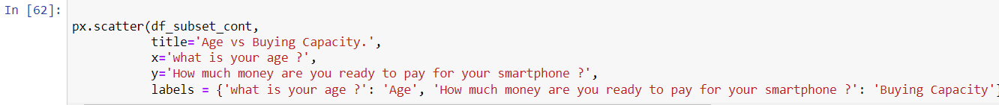 In [62]:
px.scatter(df_subset_cont,
title='Age vs Buying Capacity.',
x='what is your age ?',
y='How much money are you ready to pay for your smartphone ?',
labels = {'what is your age ?': 'Age', 'How much money are you ready to pay for your smartphone ?': 'Buying Capacity'